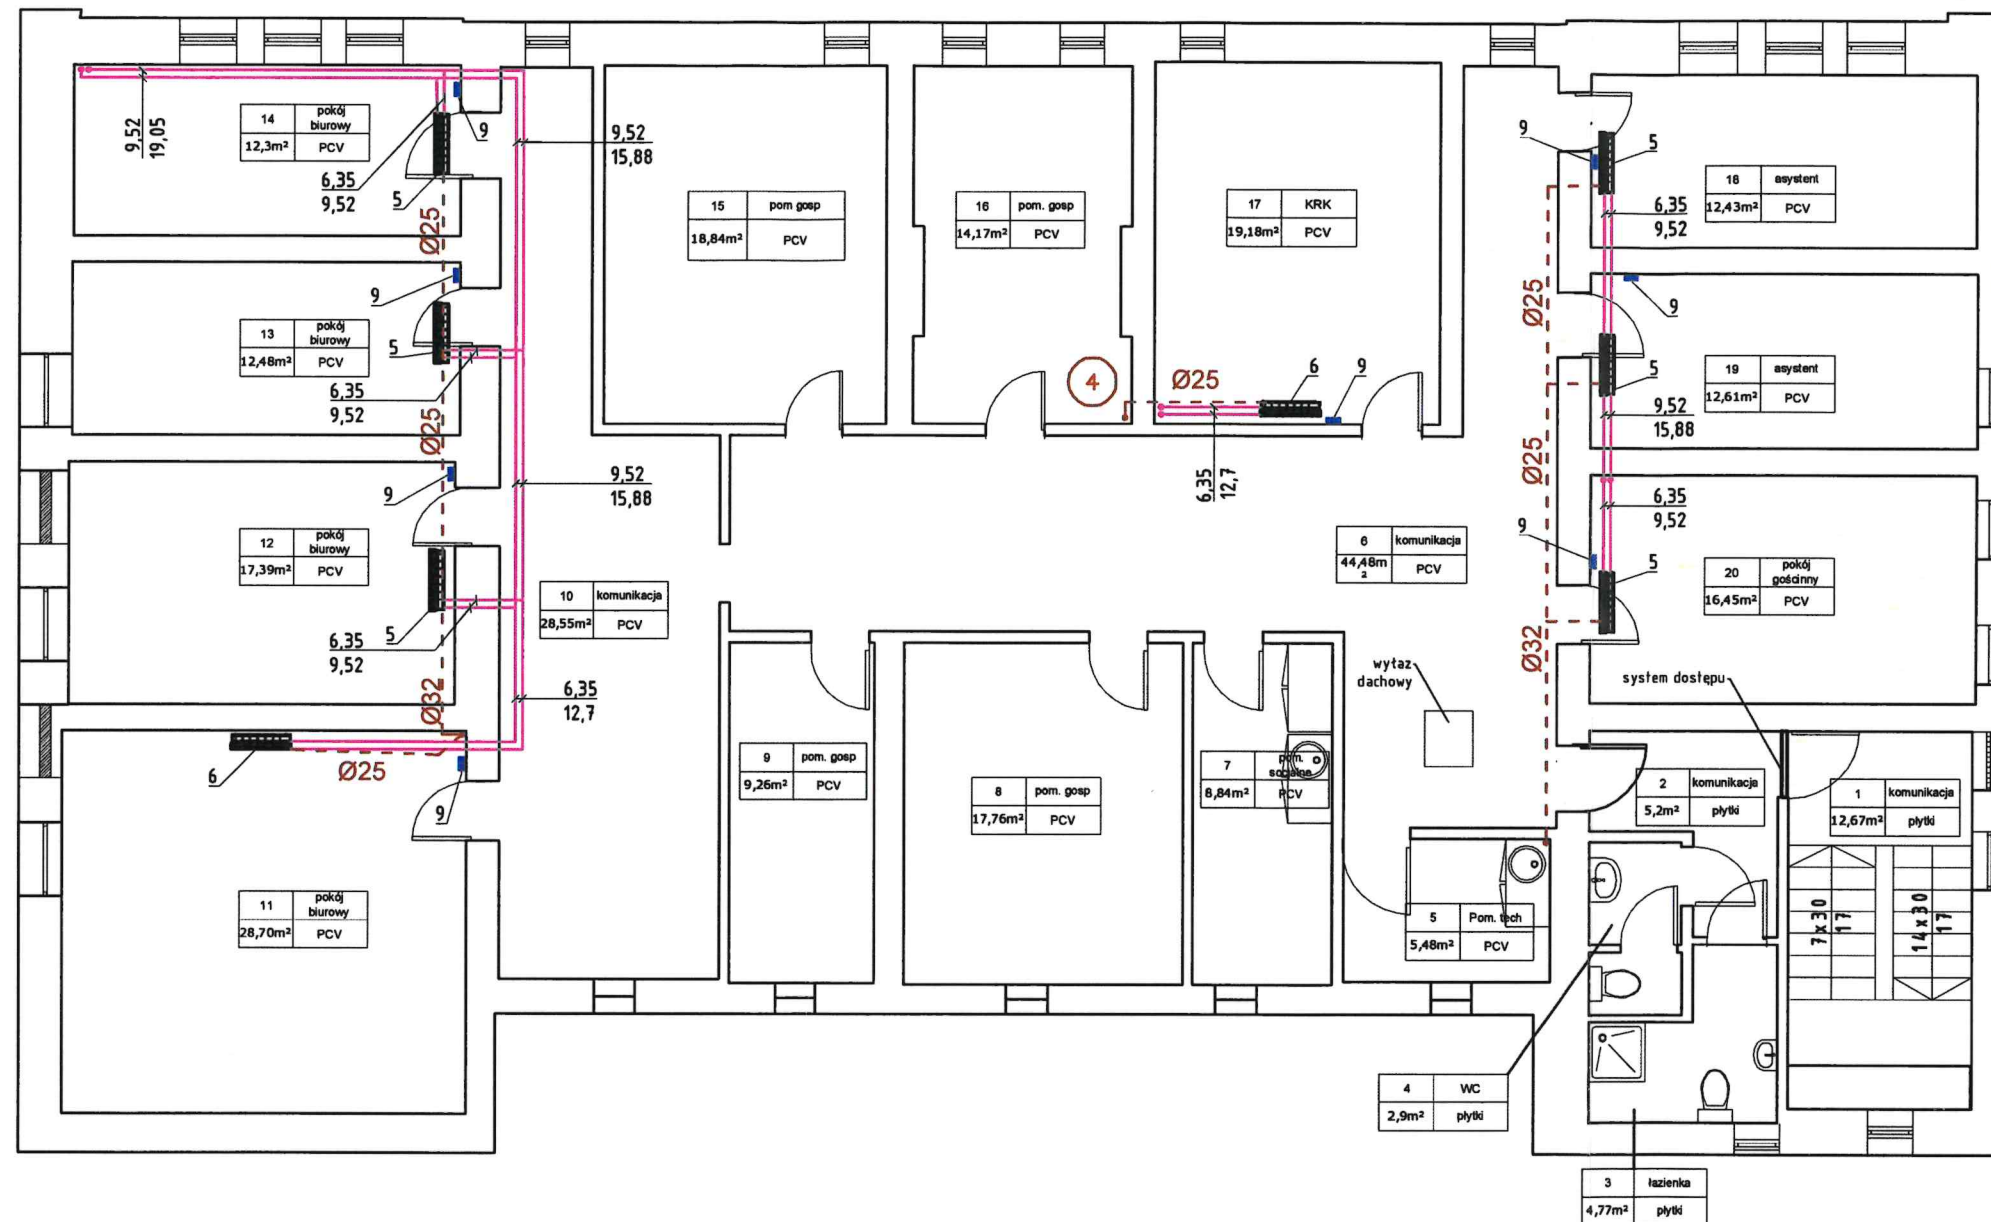 14 pokój biurowy
12,3m² PCV
9,52
19,05
6,35
9,52
5
9
Ø25
9,52
15,88
13 pokój biurowy
12,48m² PCV
9
5
6,35
9,52
Ø25
12 pokój biurowy
17,39m² PCV
9
5
6,35
9,52
Ø32
9,52
15,88
10 komunikacja
28,55m² PCV
6,35
12,7
6
Ø25
9
11 pokój biurowy
28,70m² PCV
15 pom gosp
18,84m² PCV
16 pom. gosp
14,17m² PCV
17 KRK
19,18m² PCV
4
Ø25
6
9
6,35
12,7
9
5
18 asystent
12,43m² PCV
6,35
9,52
Ø25
9
19 asystent
12,61m² PCV
5
9,52
15,88
Ø25
6,35
9,52
9
5
20 pokój gościnny
16,45m² PCV
Ø32
6 komunikacja
44,48m² PCV
wyłaz
dachowy
system dostępu
9 pom. gosp
9,26m² PCV
8 pom. gosp
17,76m² PCV
7 pom. socjalne
8,84m² PCV
5 Pom. tech
5,48m² PCV
2 komunikacja
5,2m² płytki
1 komunikacja
12,67m² płytki
7x30
17
14x30
17
4 WC
2,9m² płytki
3 łazienka
4,77m² płytki